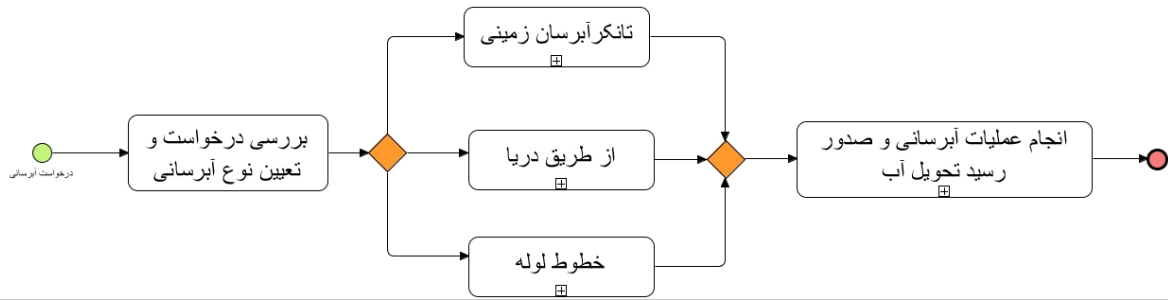 درخواست آبرسانی
بررسی درخواست و
تعیین نوع آبرسانی
تانکرآبرسان زمینی
از طریق دریا
خطوط لوله
انجام عملیات آبرسانی و صدور
رسید تحویل آب